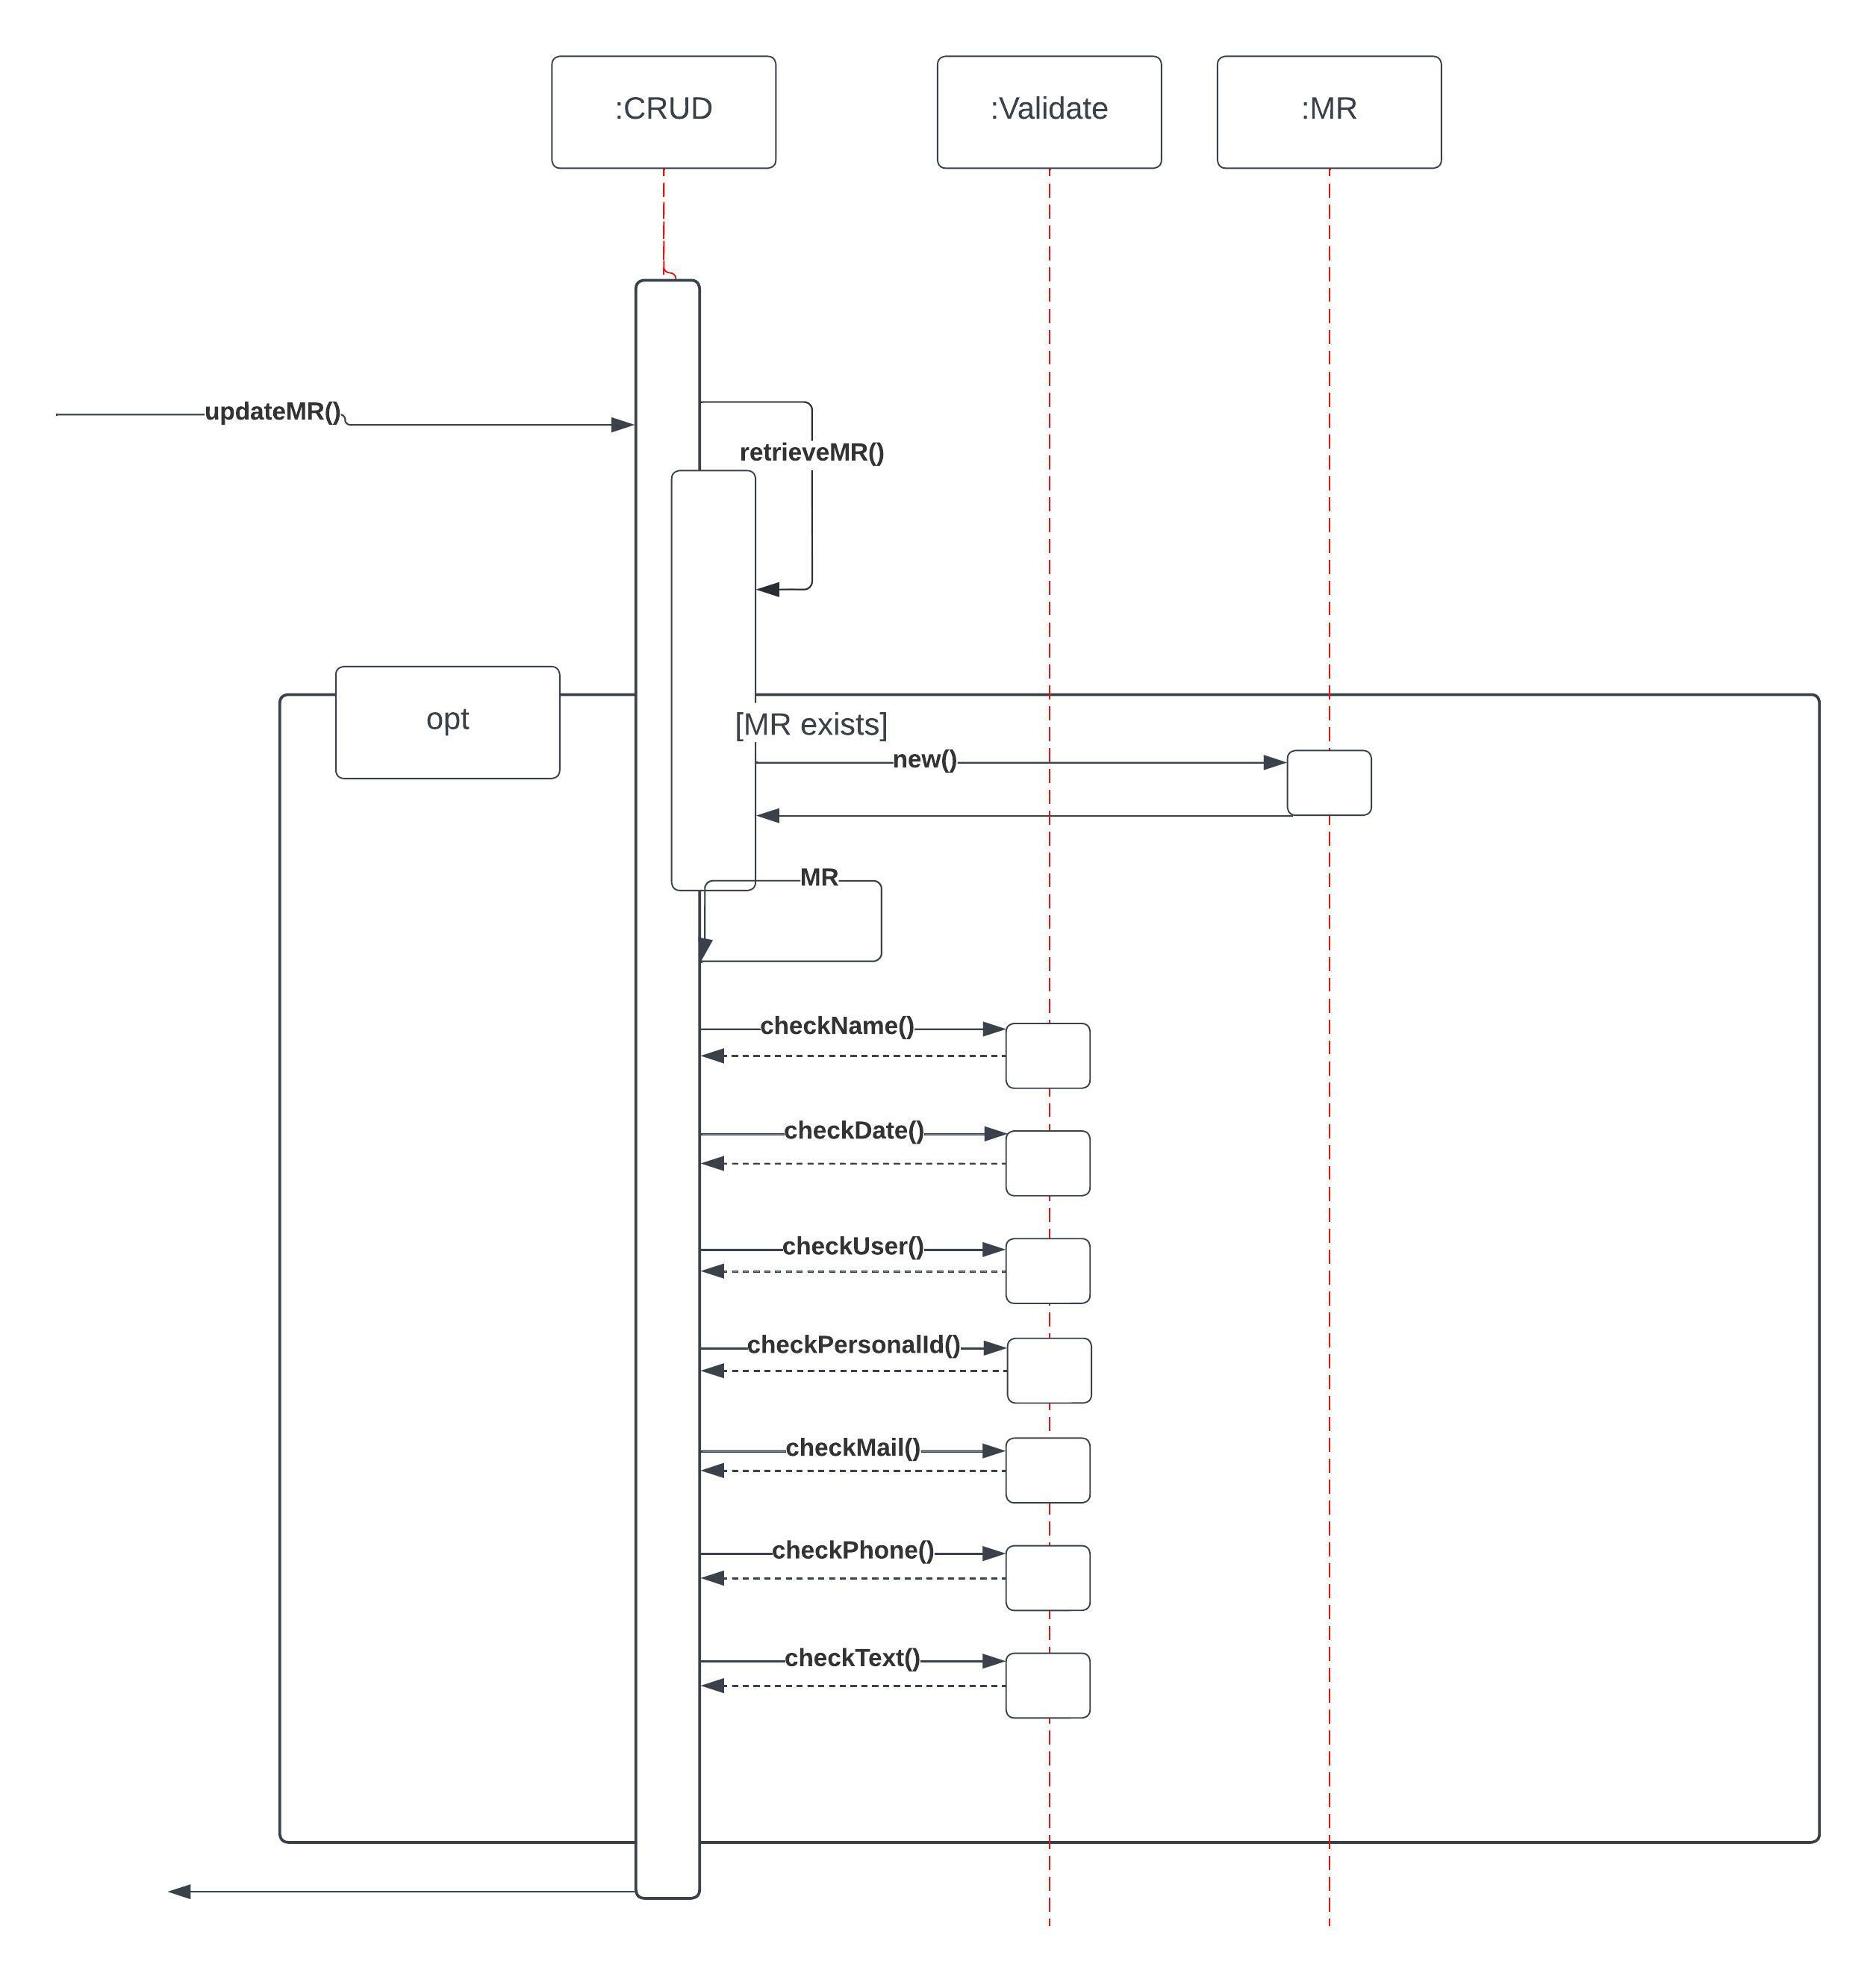 :CRUD
:Validate
:MR
updateMR()
retrieveMR()
opt
[MR exists]
new()
MR
checkName()
checkDate()
checkUser()
checkPersonalId()
checkMail()
checkPhone()
checkText()